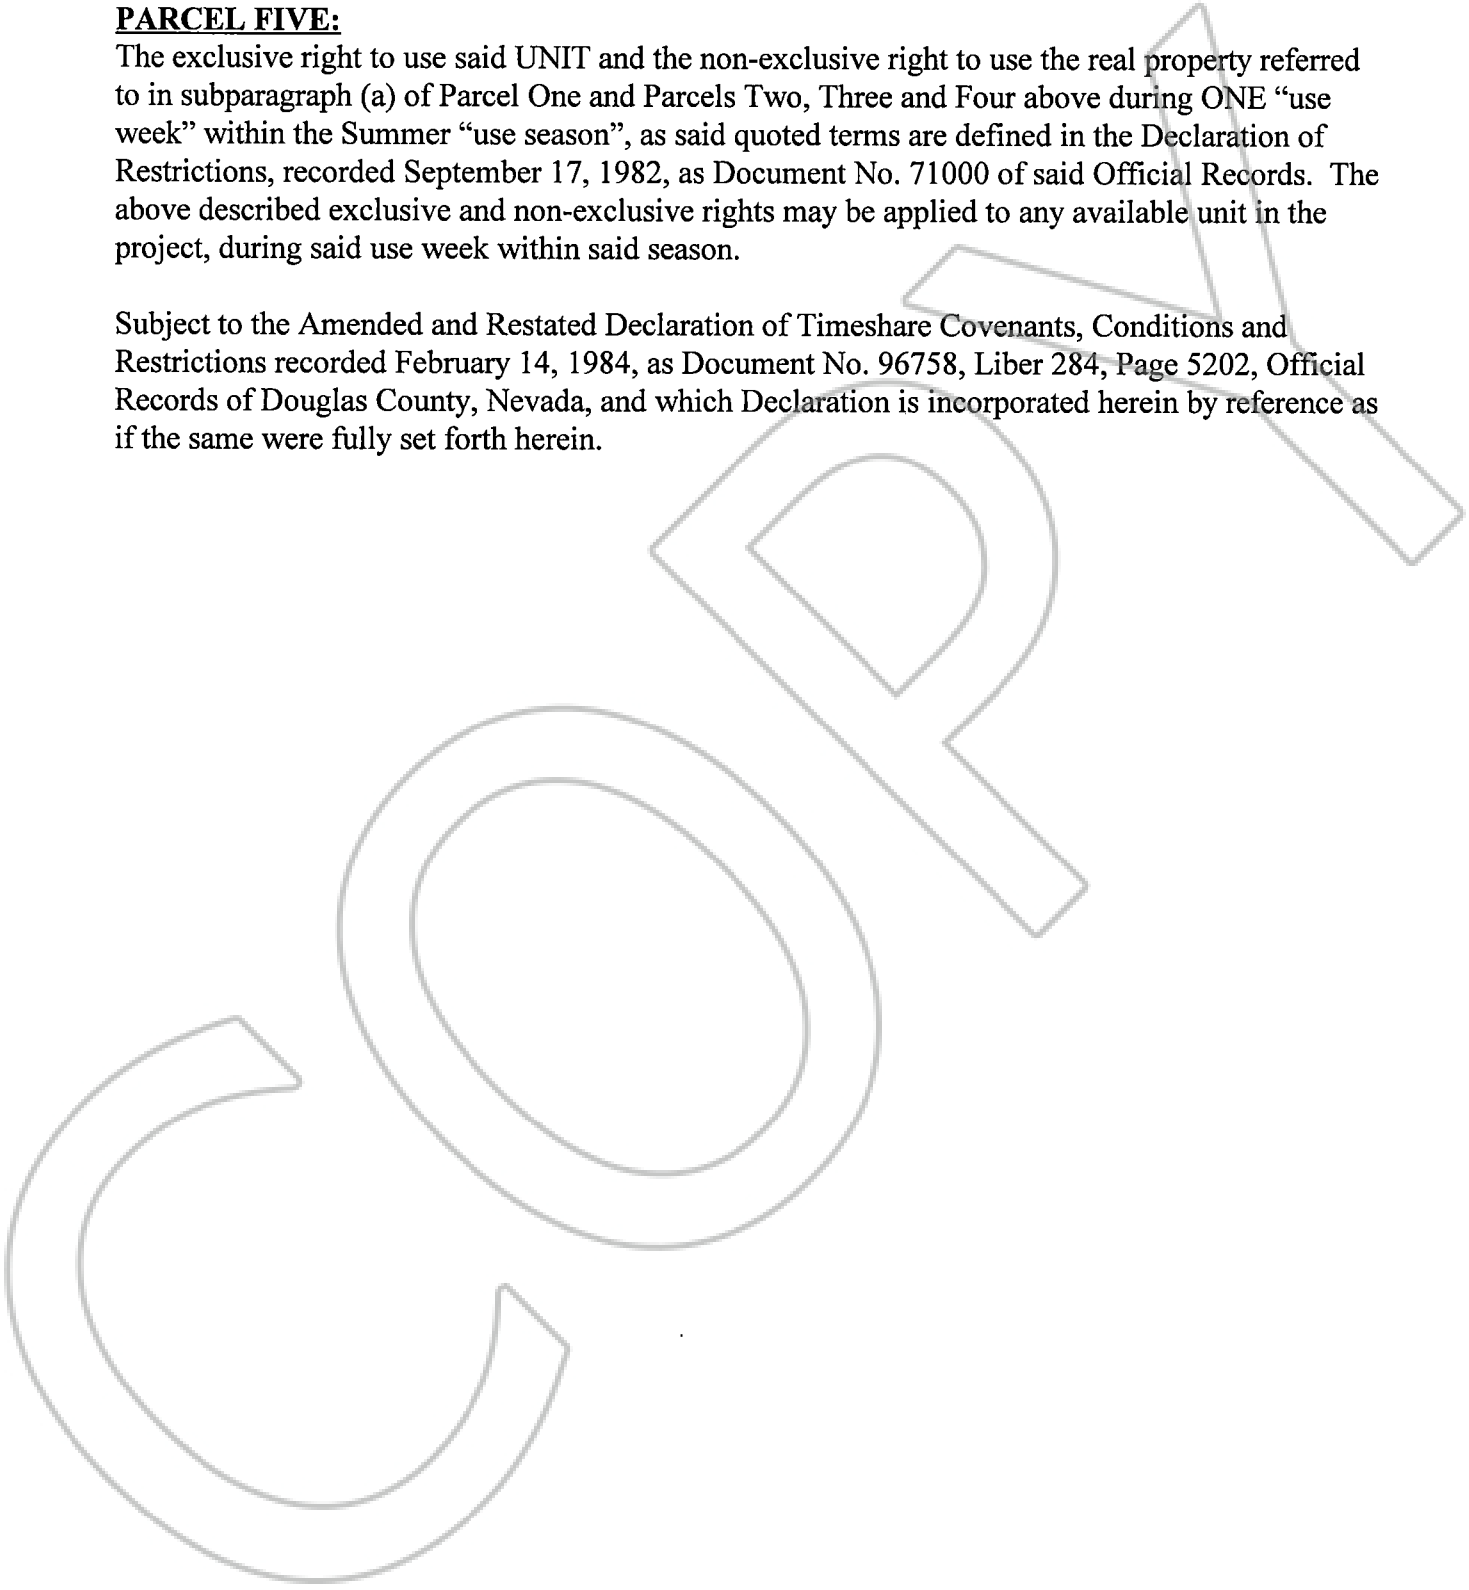 PARCEL FIVE:
The exclusive right to use said UNIT and the non-exclusive right to use the real property referred
to in subparagraph (a) of Parcel One and Parcels Two, Three and Four above during ONE “use
week” within the Summer “use season”, as said quoted terms are defined in the Declaration of
Restrictions, recorded September 17, 1982, as Document No. 71000 of said Official Records.  The
above described exclusive and non-exclusive rights may be applied to any available unit in the
project, during said use week within said season.
Subject to the Amended and Restated Declaration of Timeshare Covenants, Conditions and
Restrictions recorded February 14, 1984, as Document No. 96758, Liber 284, Page 5202, Official
Records of Douglas County, Nevada, and which Declaration is incorporated herein by reference as
if the same were fully set forth herein.
COPY